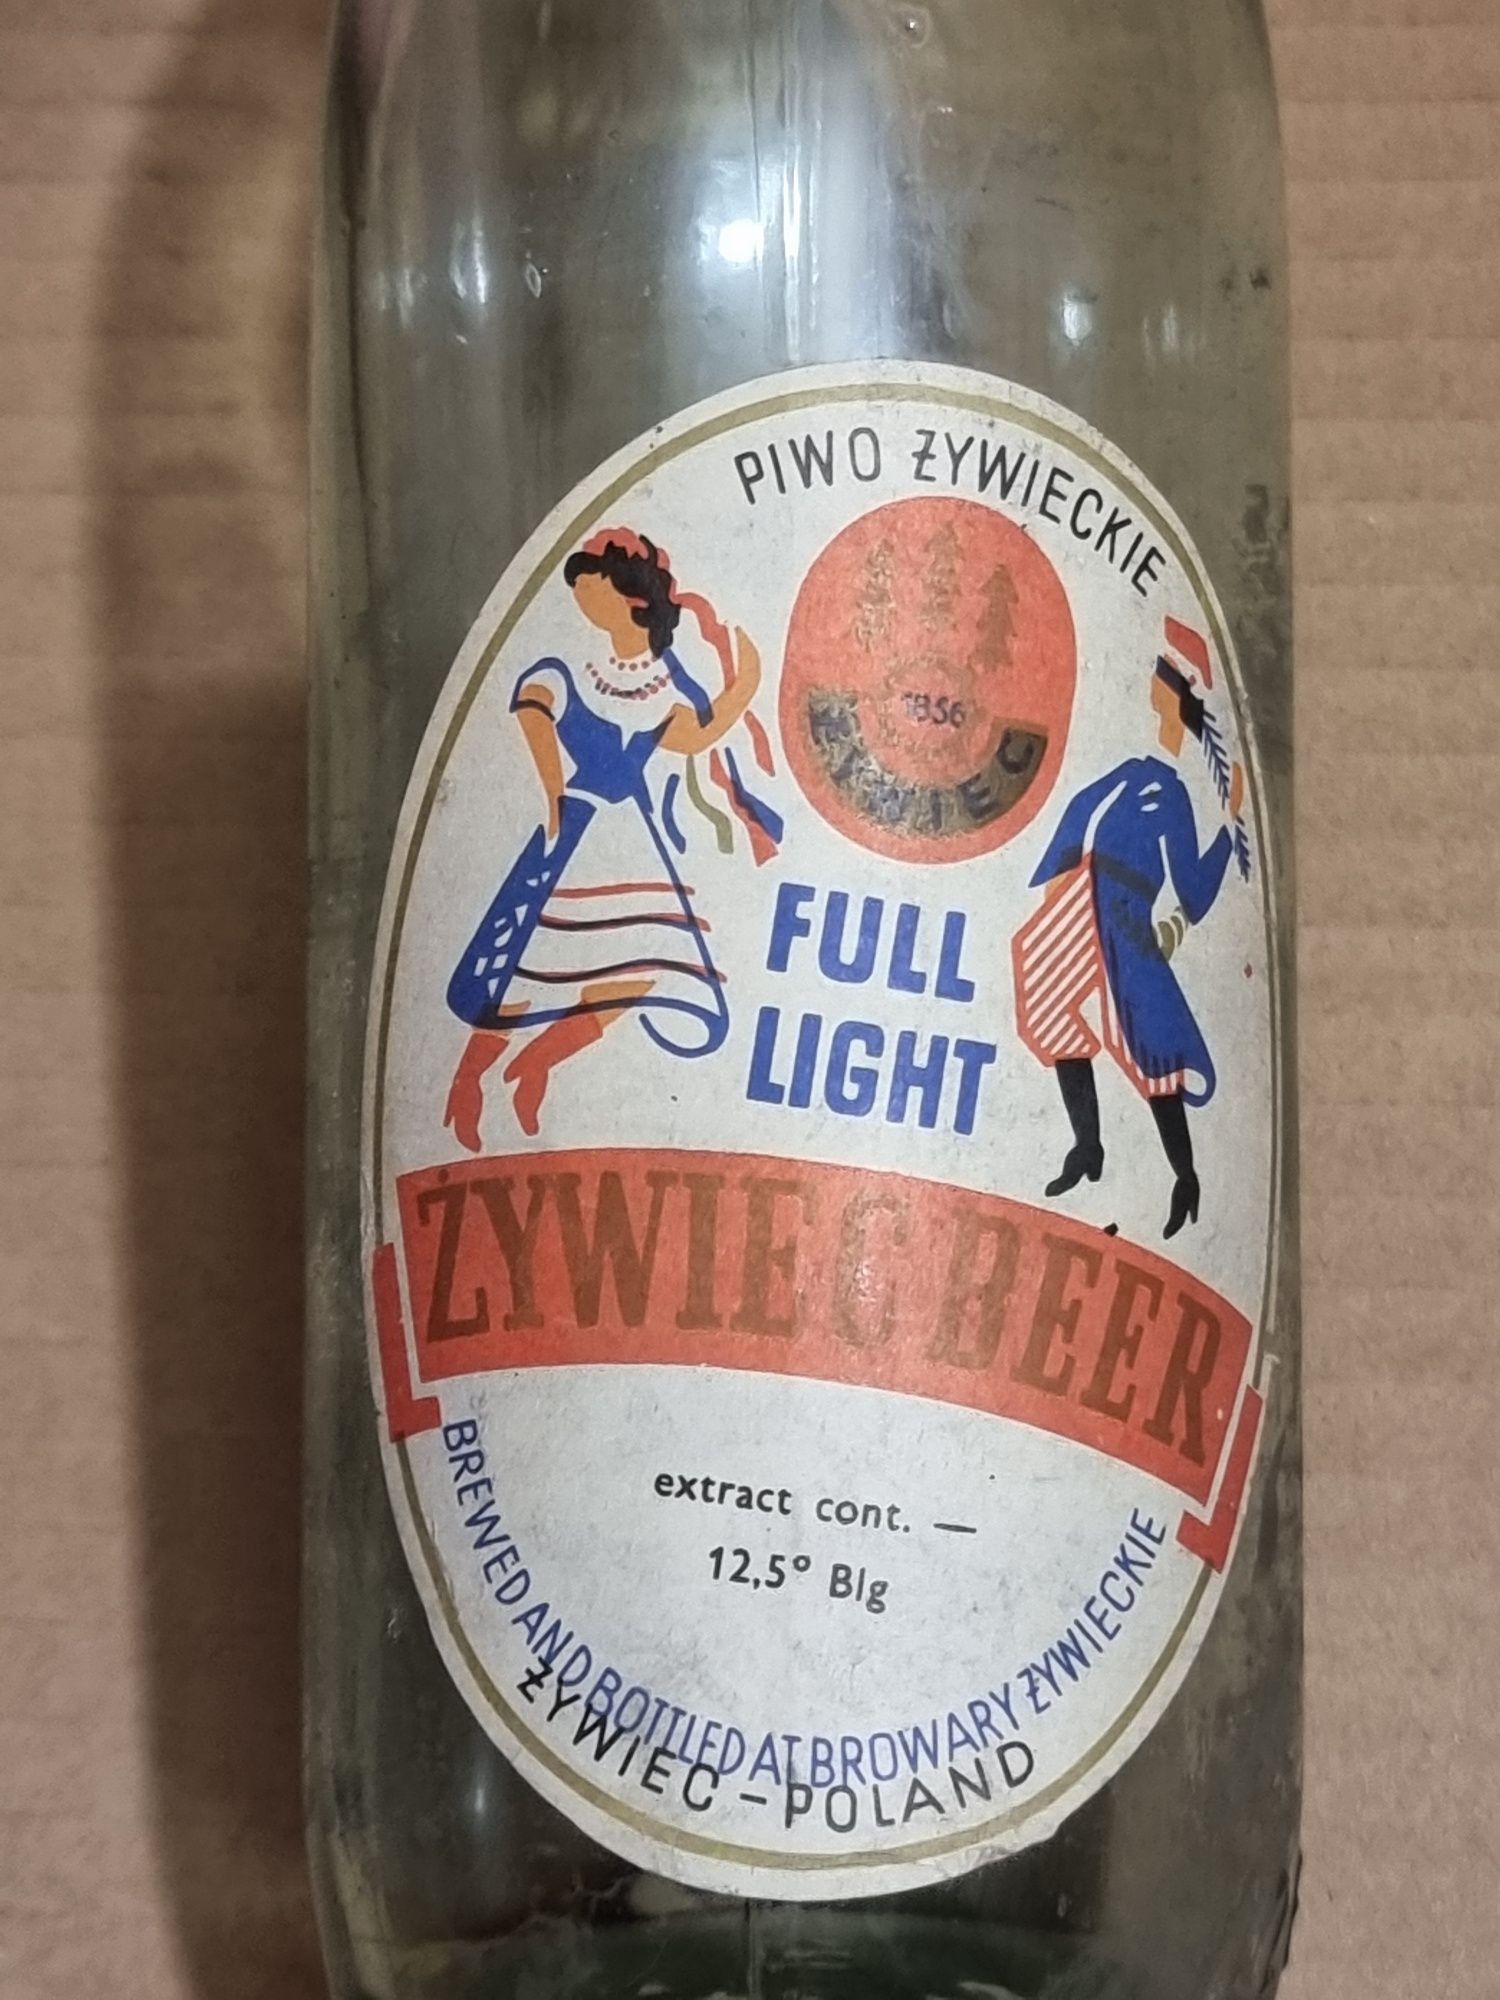 PIWO ŻYWIECKIE
1856
ŻYWIEC
FULL
LIGHT
ŻYWIEC BEER
extract cont. —
12,5° Blg
BREWED AND BOTTLED AT BROWARY ŻYWIECKIE
ŻYWIEC – POLAND